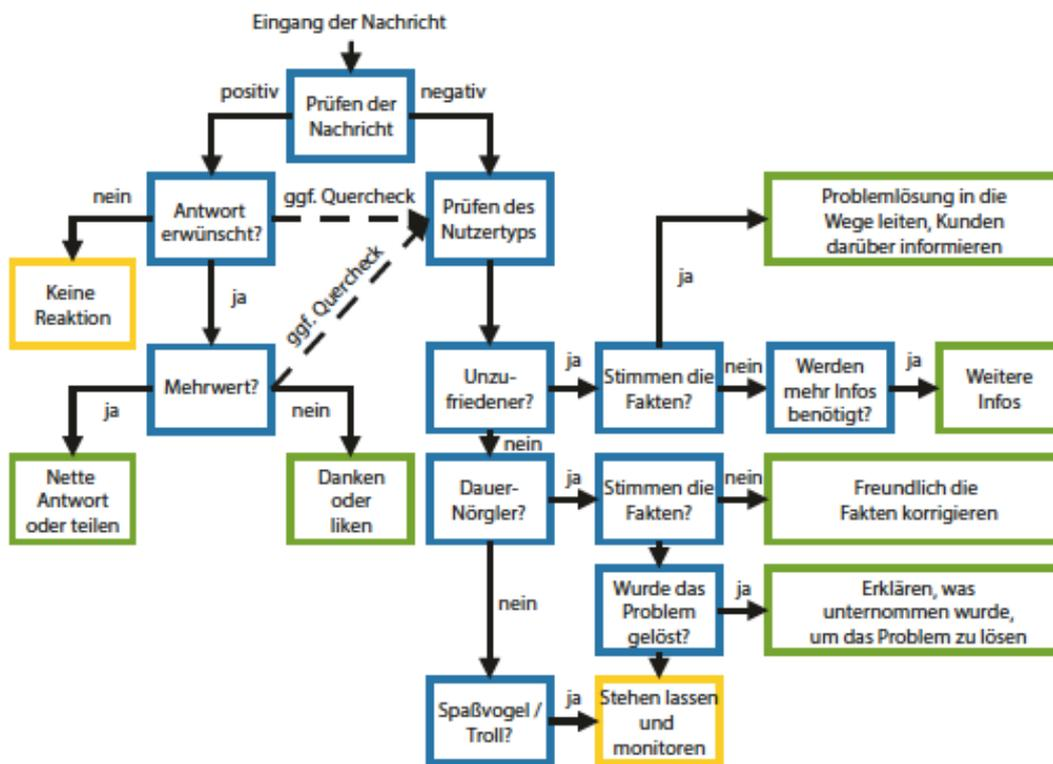 Eingang der Nachricht
positiv
negativ
Prüfen der
Nachricht
nein
Antwort
erwünscht?
ggf. Quercheck
Prüfen des
Nutzertyps
Problemlösung in die
Wege leiten, Kunden
darüber informieren
Keine
Reaktion
ja
ggf. Quercheck
ja
Mehrwert?
ja
nein
Unzu-
friedener?
ja
Stimmen die
Fakten?
nein
Werden
mehr Infos
benötigt?
ja
Weitere
Infos
nein
Nette
Antwort
oder teilen
Danken
oder
liken
Dauer-
Nörgler?
ja
Stimmen die
Fakten?
nein
Freundlich die
Fakten korrigieren
nein
Wurde das
Problem
gelöst?
ja
Erklären, was
unternommen wurde,
um das Problem zu lösen
Spaßvogel /
Troll?
ja
Stehen lassen
und
monitoren